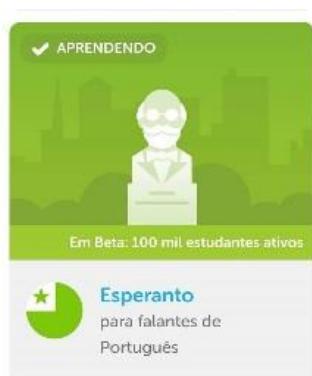 APRENDENDO
Em Beta: 100 mil estudantes ativos
Esperanto
para falantes de
Português